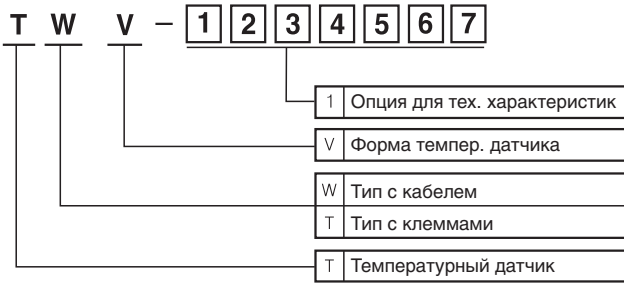 T W V – 1 2 3 4 5 6 7
1 Опция для тех. характеристик
V Форма темпер. датчика
W Тип с кабелем
T Тип с клеммами
T Температурный датчик